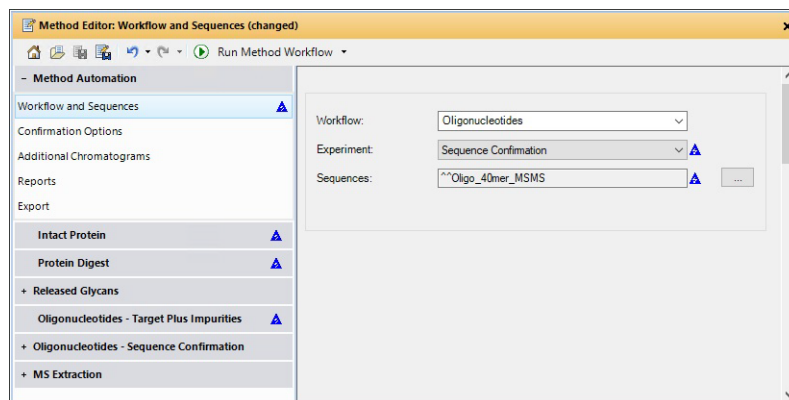 Method Editor: Workflow and Sequences (changed)
Run Method Workflow
- Method Automation
Workflow and Sequences
Confirmation Options
Additional Chromatograms
Reports
Export
Intact Protein
Protein Digest
+ Released Glycans
Oligonucleotides - Target Plus Impurities
+ Oligonucleotides - Sequence Confirmation
+ MS Extraction
Workflow: Oligonucleotides
Experiment: Sequence Confirmation
Sequences: ^^Oligo_40mer_MSMS ...